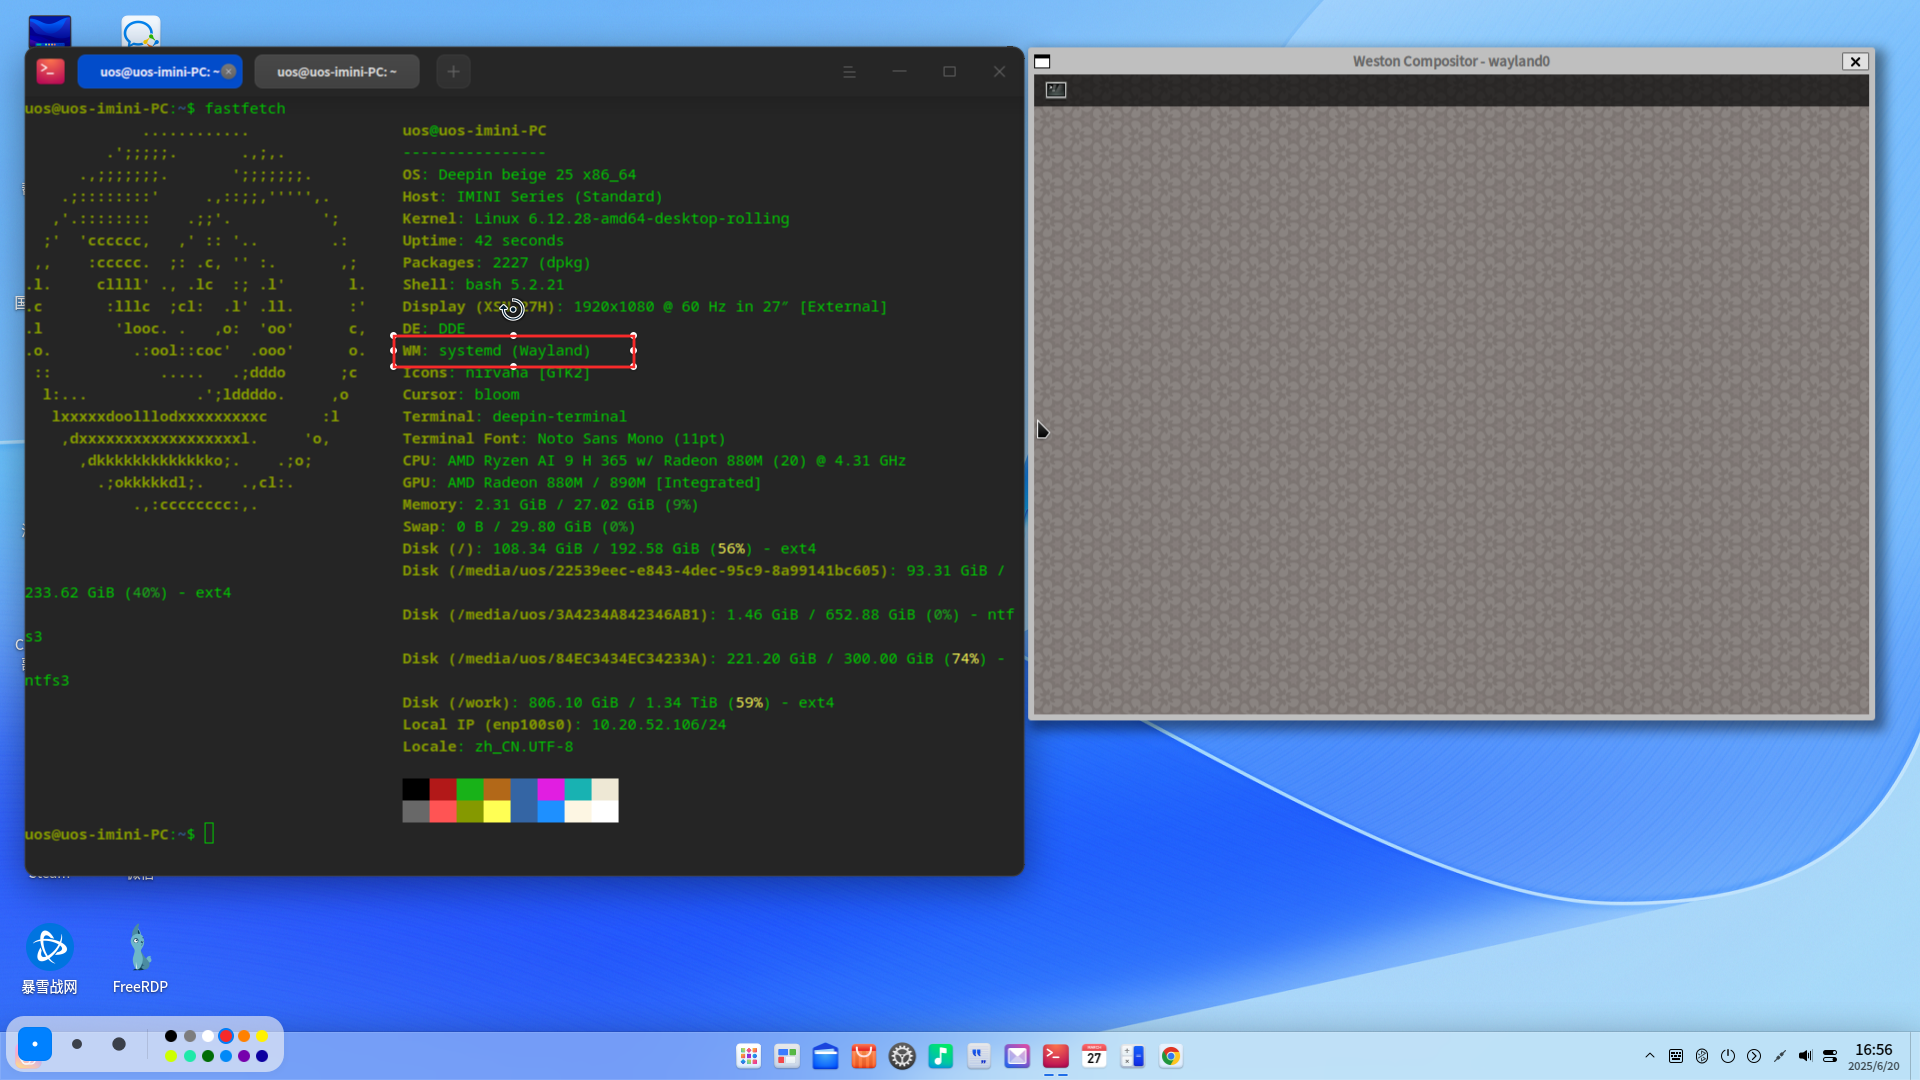 uos@uos-imini-PC: ~
uos@uos-imini-PC: ~
uos@uos-imini-PC:~$ fastfetch
uos@uos-imini-PC
----------------
OS: Deepin beige 25 x86_64
Host: IMINI Series (Standard)
Kernel: Linux 6.12.28-amd64-desktop-rolling
Uptime: 42 seconds
Packages: 2227 (dpkg)
Shell: bash 5.2.21
Display 27H): 1920x1080 @ 60 Hz in 27″ [External]
DE: DDE
WM: systemd (Wayland)
Icons: nirvana [GTK2]
Cursor: bloom
Terminal: deepin-terminal
Terminal Font: Noto Sans Mono (11pt)
CPU: AMD Ryzen AI 9 H 365 w/ Radeon 880M (20) @ 4.31 GHz
GPU: AMD Radeon 880M / 890M [Integrated]
Memory: 2.31 GiB / 27.02 GiB (9%)
Swap: 0 B / 29.80 GiB (0%)
Disk (/): 108.34 GiB / 192.58 GiB (56%) - ext4
Disk (/media/uos/22539eec-e843-4dec-95c9-8a99141bc605): 93.31 GiB /
233.62 GiB (40%) - ext4
Disk (/media/uos/3A4234A842346AB1): 1.46 GiB / 652.88 GiB (0%) - ntf
s3
Disk (/media/uos/84EC3434EC34233A): 221.20 GiB / 300.00 GiB (74%) -
ntfs3
Disk (/work): 806.10 GiB / 1.34 TiB (59%) - ext4
Local IP (enp100s0): 10.20.52.106/24
Locale: zh_CN.UTF-8
uos@uos-imini-PC:~$
Weston Compositor - wayland0
暴雪战网
FreeRDP
MARCH
27
16:56
2025/6/20